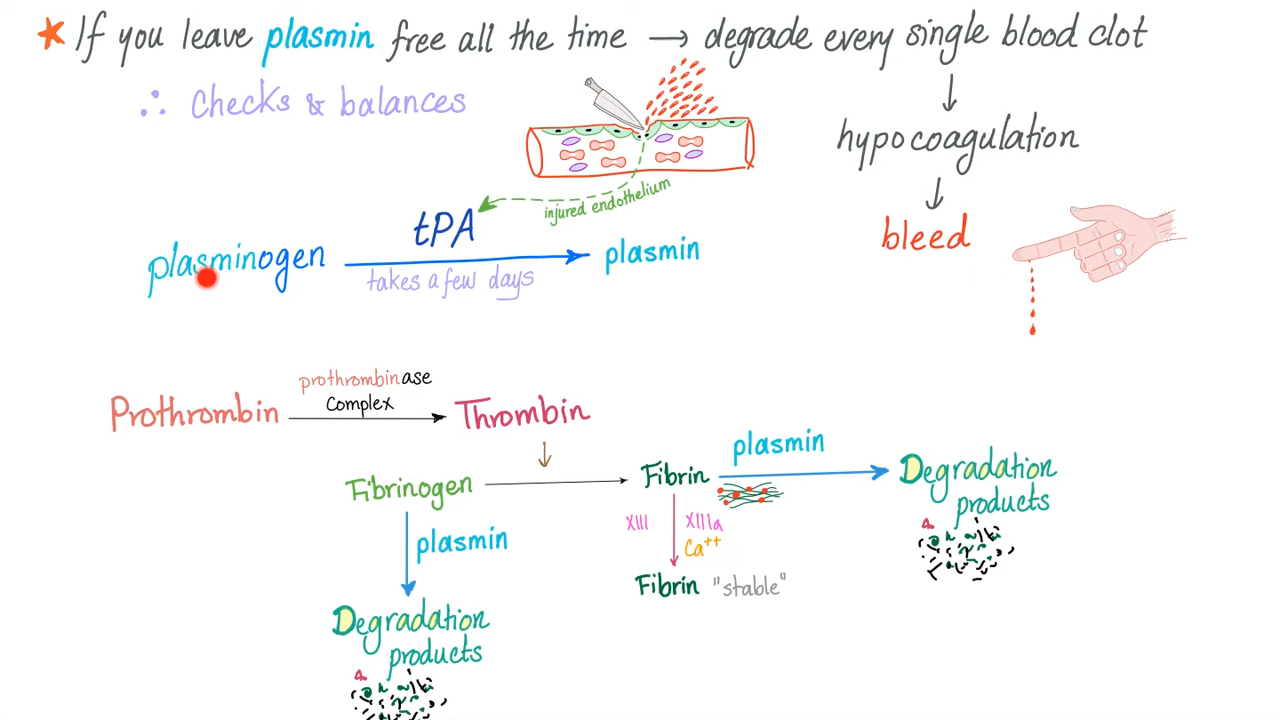 * If you leave plasmin free all the time → degrade every single blood clot
∴ Checks & balances
↓
hypocoagulation
↓
bleed
injured endothelium
tPA
plasminogen → plasmin
takes a few days
prothrombinase
Complex
Prothrombin → Thrombin
↓
plasmin
Fibrinogen → Fibrin → Degradation
products
XIII XIIIa
Ca++
plasmin
Fibrin "stable"
Degradation
products